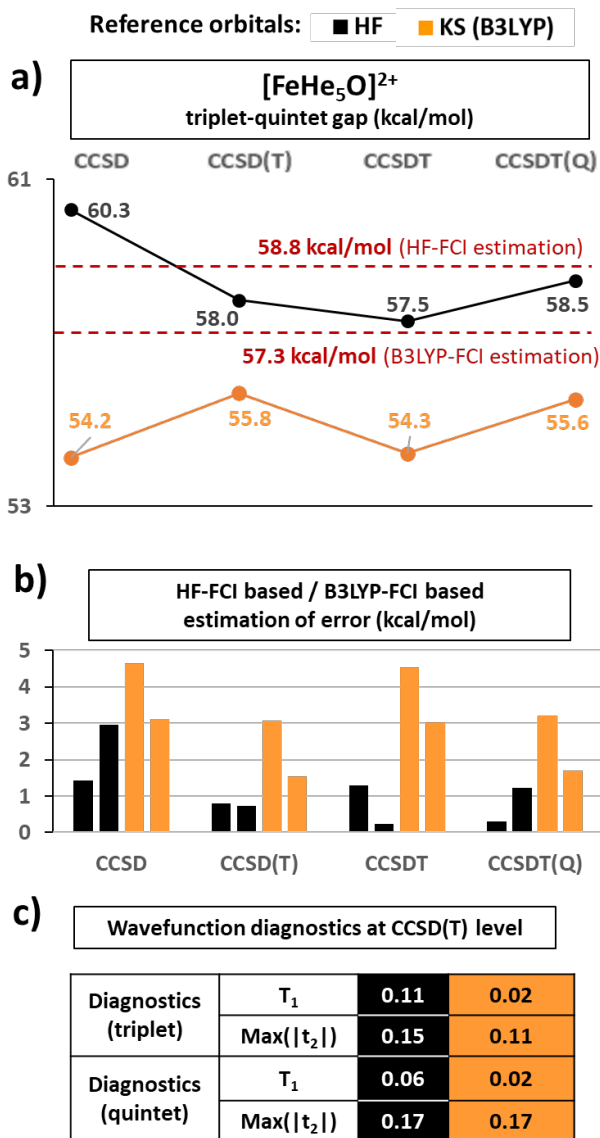 Reference orbitals: ■ HF ■ KS (B3LYP)
a)
[FeHe₅O]²⁺
triplet-quintet gap (kcal/mol)
CCSD CCSD(T) CCSDT CCSDT(Q)
61
60.3
58.8 kcal/mol (HF-FCI estimation)
58.0
57.5
58.5
57.3 kcal/mol (B3LYP-FCI estimation)
54.2
55.8
54.3
55.6
53
b)
HF-FCI based / B3LYP-FCI based
estimation of error (kcal/mol)
5
4
3
2
1
0
CCSD CCSD(T) CCSDT CCSDT(Q)
c)
Wavefunction diagnostics at CCSD(T) level
Diagnostics
(triplet)
T₁ 0.11 0.02
Max(|t₂|) 0.15 0.11
Diagnostics
(quintet)
T₁ 0.06 0.02
Max(|t₂|) 0.17 0.17